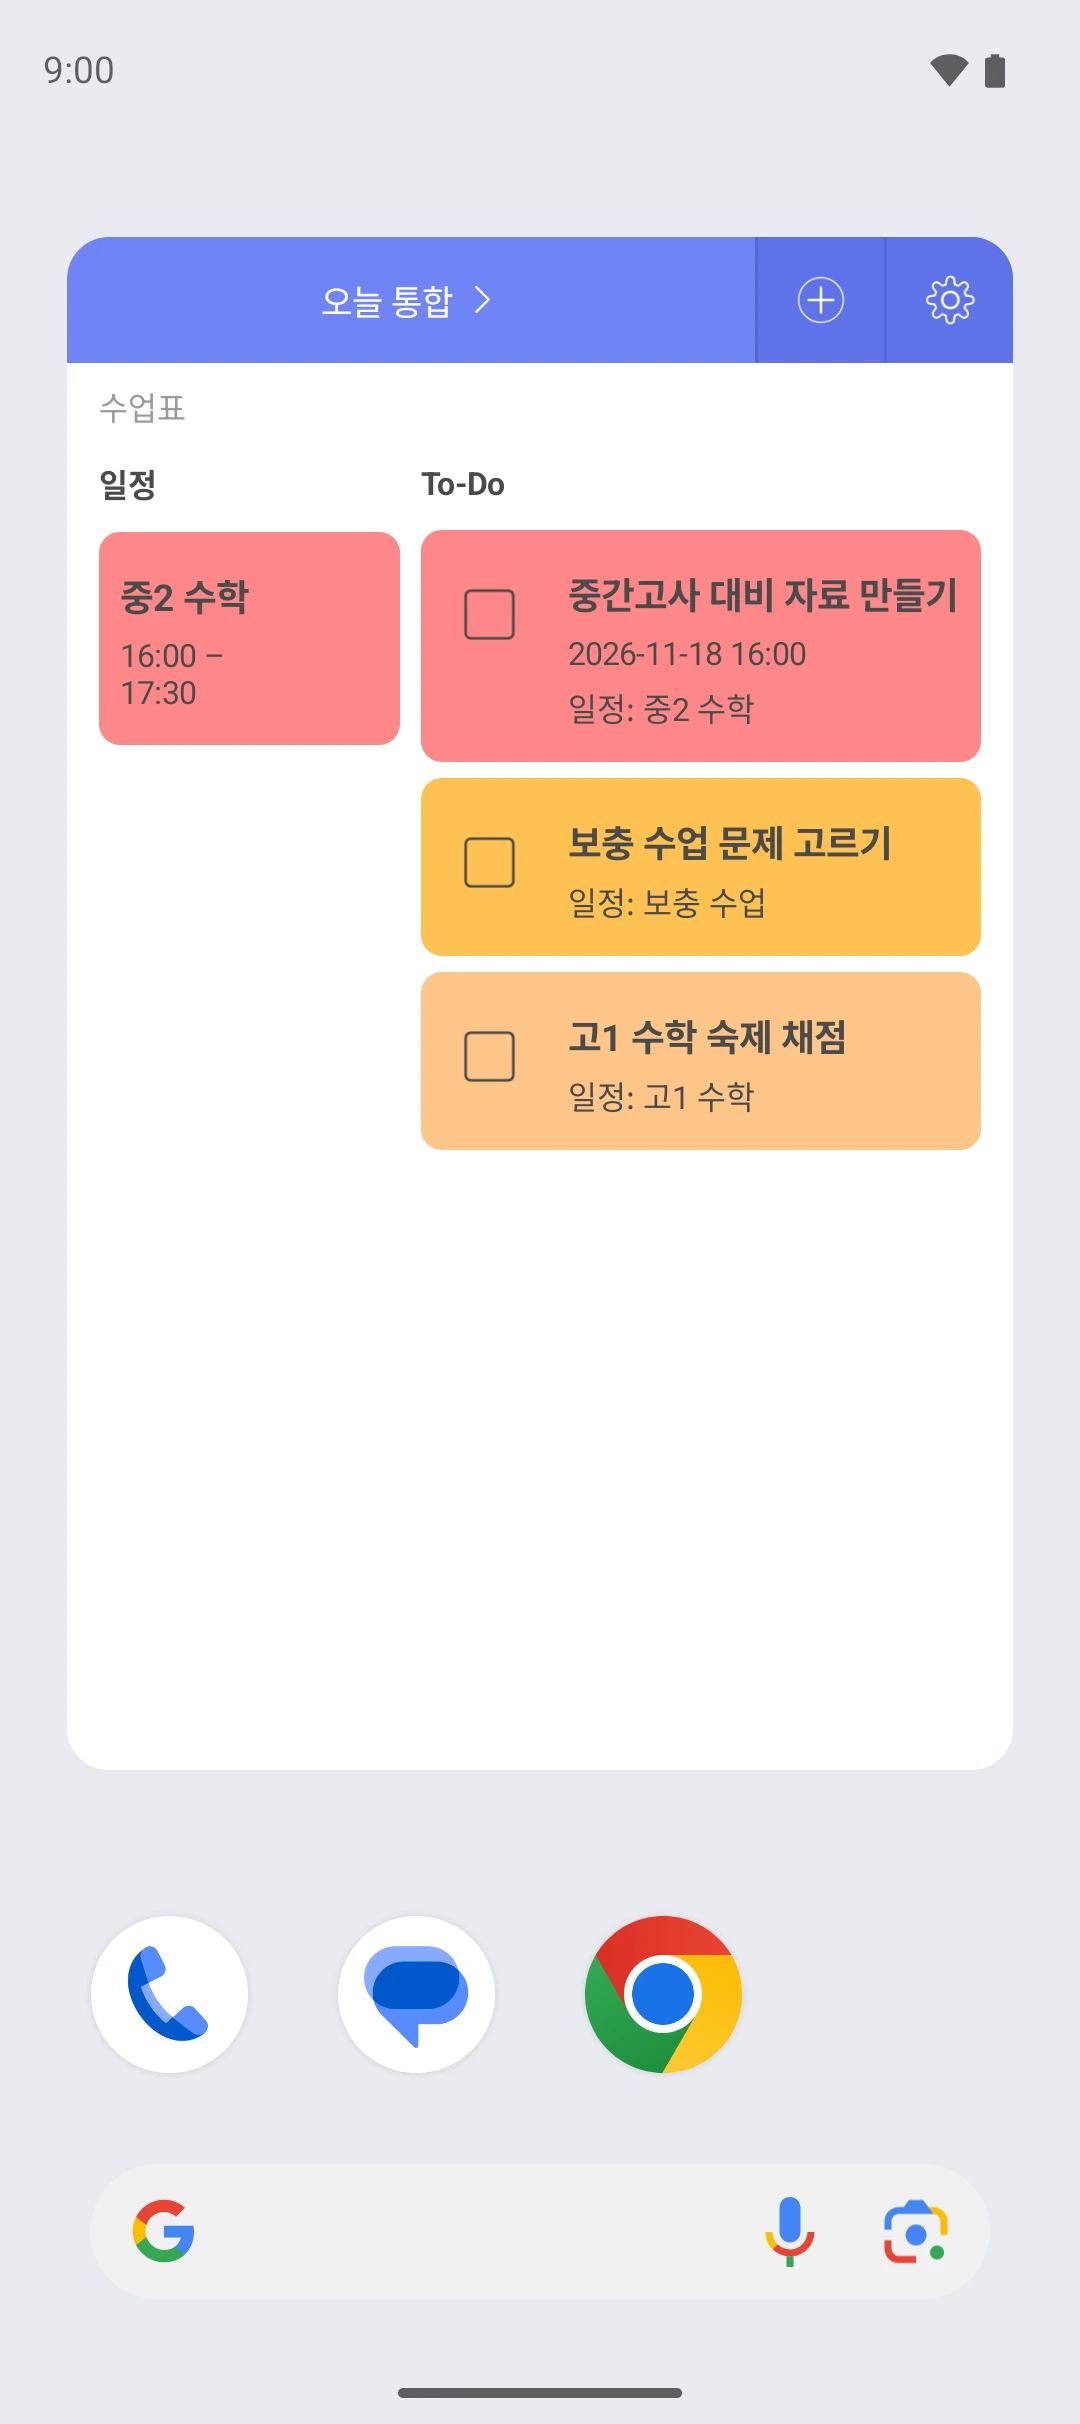 9:00
오늘 통합
수업표
일정
중2 수학
16:00 –
17:30
To-Do
중간고사 대비 자료 만들기
2026-11-18 16:00
일정: 중2 수학
보충 수업 문제 고르기
일정: 보충 수업
고1 수학 숙제 채점
일정: 고1 수학